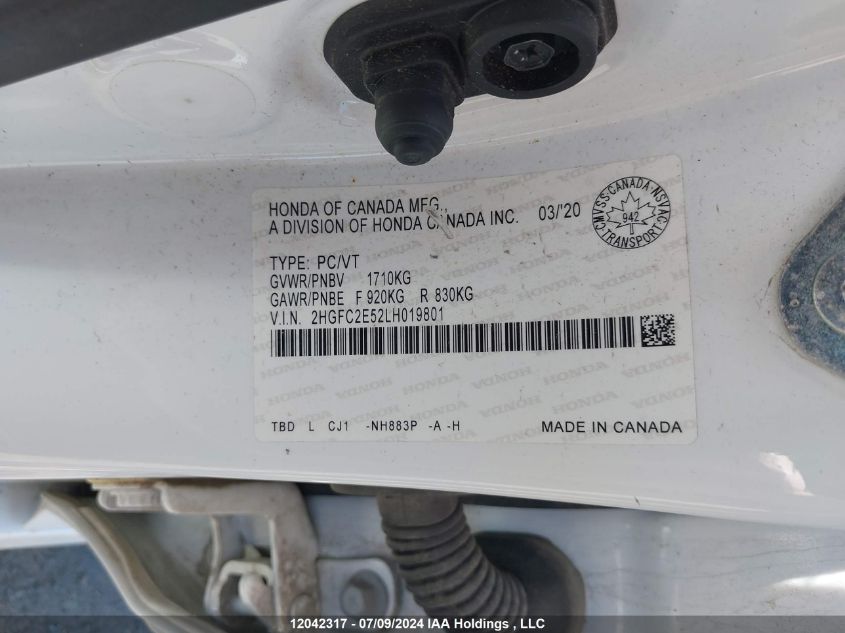 HONDA OF CANADA MFG.,
A DIVISION OF HONDA CANADA INC. 03/'20
CMVSS·CANADA·NSVAC
942
TRANSPORT
TYPE: PC/VT
GVWR/PNBV 1710KG
GAWR/PNBE F 920KG R 830KG
V.I.N. 2HGFC2E52LH019801
TBD L CJ1 -NH883P -A -H MADE IN CANADA
12042317 - 07/09/2024 IAA Holdings , LLC